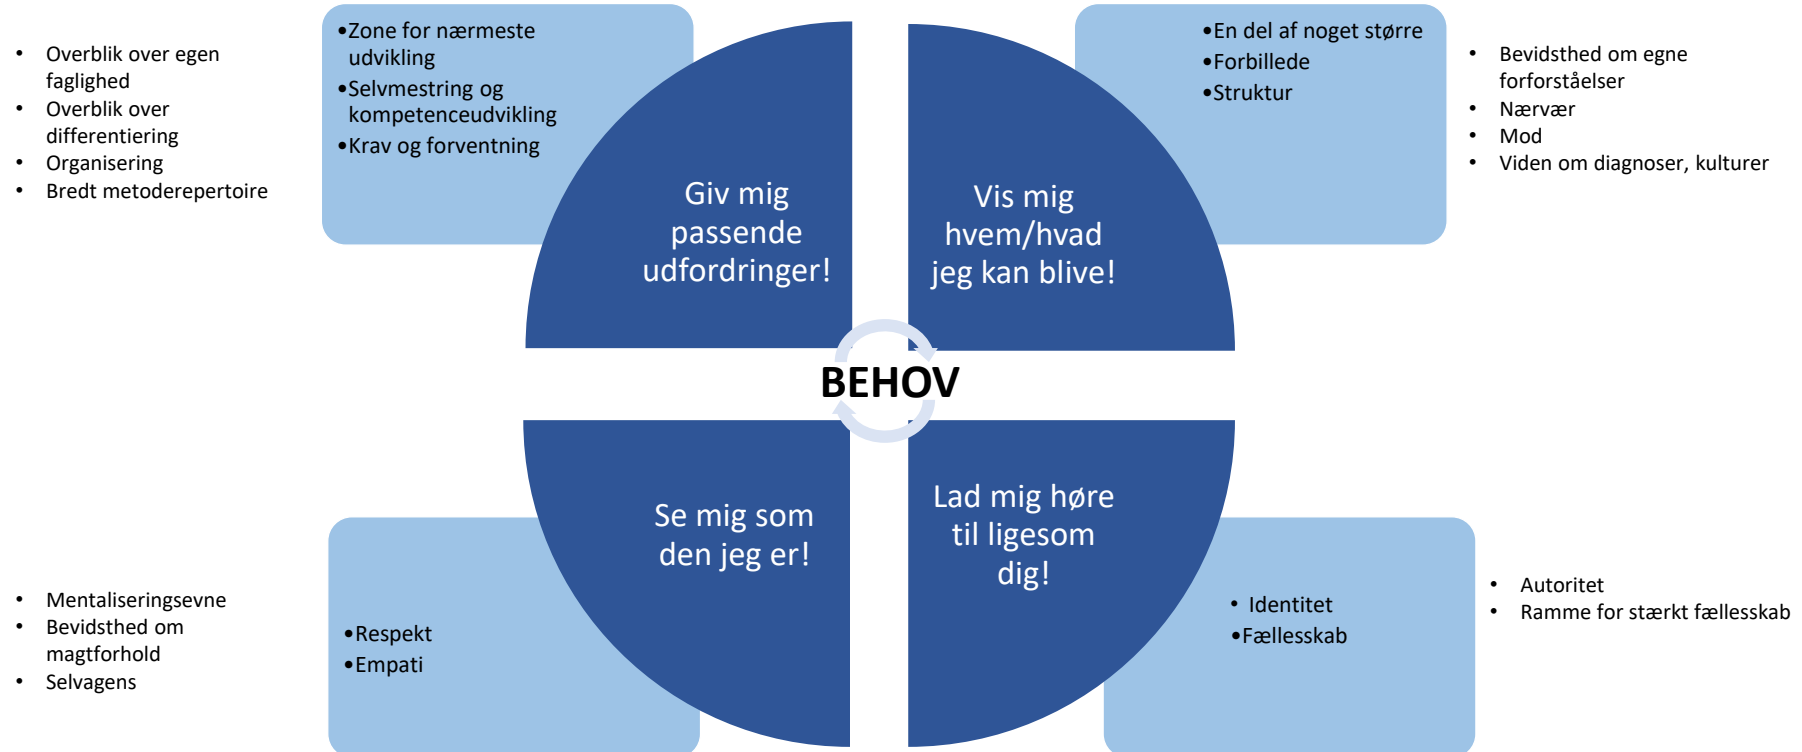 • Overblik over egen
faglighed
• Overblik over
differentiering
• Organisering
• Bredt metoderepertoire
•Zone for nærmeste
udvikling
•Selvmestring og
kompetenceudvikling
•Krav og forventning
Giv mig
passende
udfordringer!
•En del af noget større
•Forbillede
•Struktur
Vis mig
hvem/hvad
jeg kan blive!
• Bevidsthed om egne
forforståelser
• Nærvær
• Mod
• Viden om diagnoser, kulturer
BEHOV
• Mentaliseringsevne
• Bevidsthed om
magtforhold
• Selvagens
•Respekt
•Empati
Se mig som
den jeg er!
Lad mig høre
til ligesom
dig!
• Identitet
•Fællesskab
• Autoritet
• Ramme for stærkt fællesskab